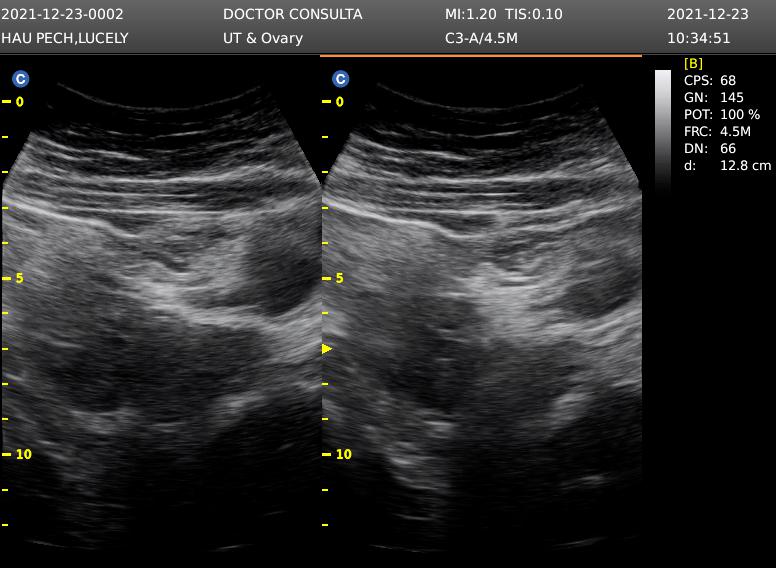 2021-12-23-0002 DOCTOR CONSULTA MI:1.20 TIS:0.10 2021-12-23
HAU PECH,LUCELY UT & Ovary C3-A/4.5M 10:34:51
[B]
CPS: 68
GN: 145
POT: 100 %
FRC: 4.5M
DN: 66
d: 12.8 cm
C C
0 0
5 5
10 10